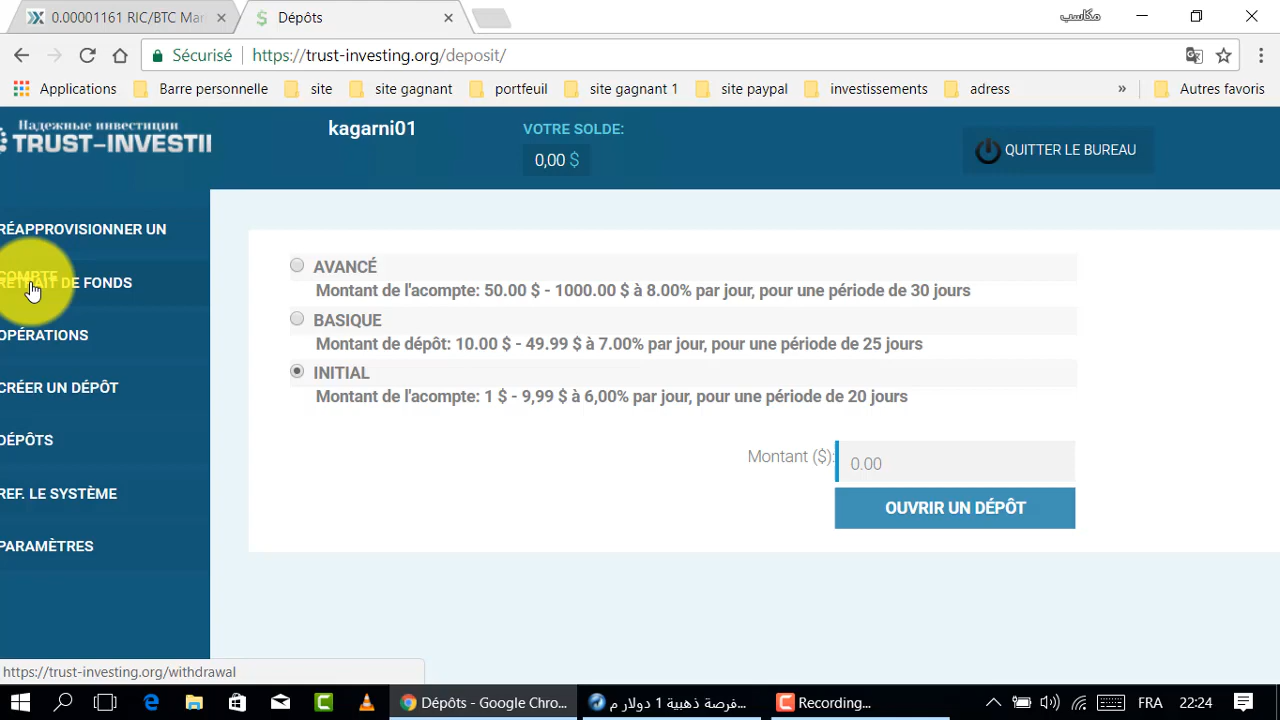 0.00001161 RIC/BTC Mar
Dépôts
مكاسب
Sécurisé
https://trust-investing.org/deposit/
Applications
Barre personnelle
site
site gagnant
portfeuil
site gagnant 1
site paypal
investissements
adress
»
Autres favoris
Надежные инвестиции
TRUST-INVESTI
kagarni01
VOTRE SOLDE:
0,00 $
QUITTER LE BUREAU
RÉAPPROVISIONNER UN
COMPTE
RETRAIT DE FONDS
OPÉRATIONS
CRÉER UN DÉPÔT
DÉPÔTS
REF. LE SYSTÈME
PARAMÈTRES
AVANCÉ
Montant de l'acompte: 50.00 $ - 1000.00 $ à 8.00% par jour, pour une période de 30 jours
BASIQUE
Montant de dépôt: 10.00 $ - 49.99 $ à 7.00% par jour, pour une période de 25 jours
INITIAL
Montant de l'acompte: 1 $ - 9,99 $ à 6,00% par jour, pour une période de 20 jours
Montant ($):
0.00
OUVRIR UN DÉPÔT
https://trust-investing.org/withdrawal
Dépôts - Google Chro...
فرصة ذهبية 1 دولار م...
Recording...
FRA
22:24